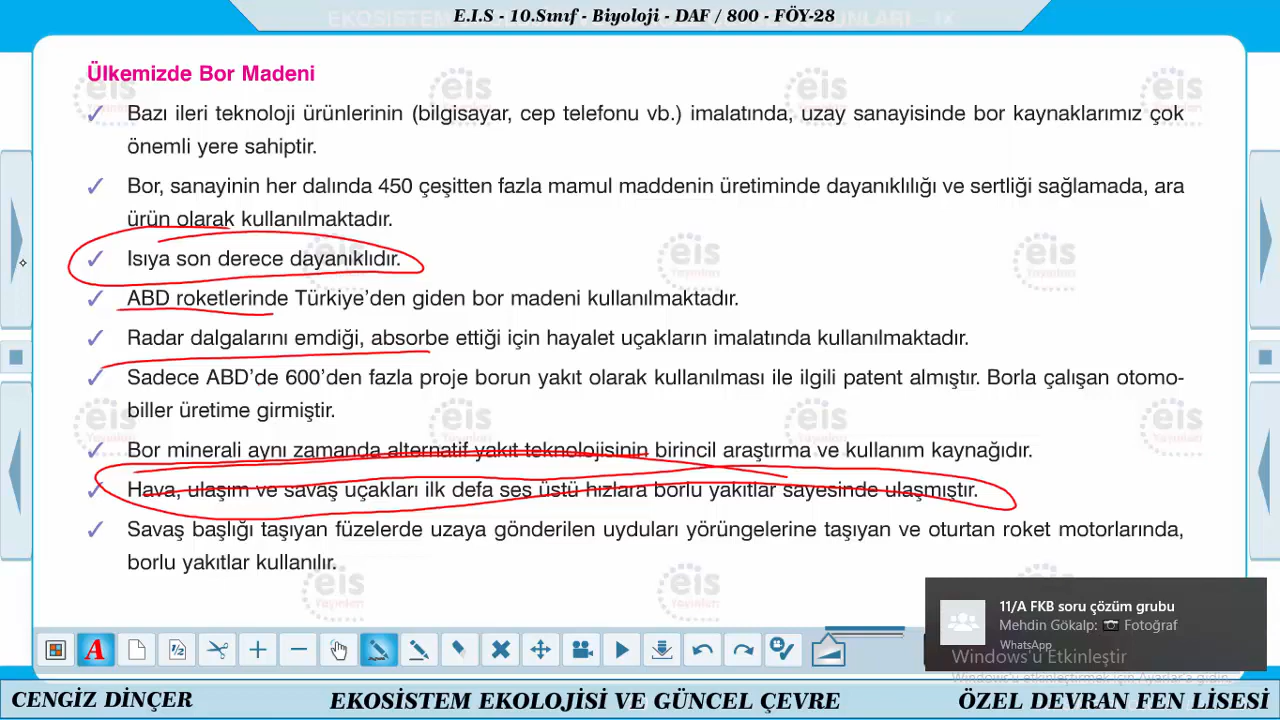 E.I.S - 10.Sınıf - Biyoloji - DAF / 800 - FÖY-28
Ülkemizde Bor Madeni
✓ Bazı ileri teknoloji ürünlerinin (bilgisayar, cep telefonu vb.) imalatında, uzay sanayisinde bor kaynaklarımız çok
önemli yere sahiptir.
✓ Bor, sanayinin her dalında 450 çeşitten fazla mamul maddenin üretiminde dayanıklılığı ve sertliği sağlamada, ara
ürün olarak kullanılmaktadır.
✓ Isıya son derece dayanıklıdır.
✓ ABD roketlerinde Türkiye'den giden bor madeni kullanılmaktadır.
✓ Radar dalgalarını emdiği, absorbe ettiği için hayalet uçakların imalatında kullanılmaktadır.
✓ Sadece ABD'de 600'den fazla proje borun yakıt olarak kullanılması ile ilgili patent almıştır. Borla çalışan otomo-
biller üretime girmiştir.
✓ Bor minerali aynı zamanda alternatif yakıt teknolojisinin birincil araştırma ve kullanım kaynağıdır.
✓ Hava, ulaşım ve savaş uçakları ilk defa ses üstü hızlara borlu yakıtlar sayesinde ulaşmıştır.
✓ Savaş başlığı taşıyan füzelerde uzaya gönderilen uyduları yörüngelerine taşıyan ve oturtan roket motorlarında,
borlu yakıtlar kullanılır.
eis
Yayınları
11/A FKB soru çözüm grubu
Mehdin Gökalp: Fotoğraf
WhatsApp
Windows'u Etkinleştir
A
1/2
CENGİZ DİNÇER
EKOSİSTEM EKOLOJİSİ VE GÜNCEL ÇEVRE
ÖZEL DEVRAN FEN LİSESİ